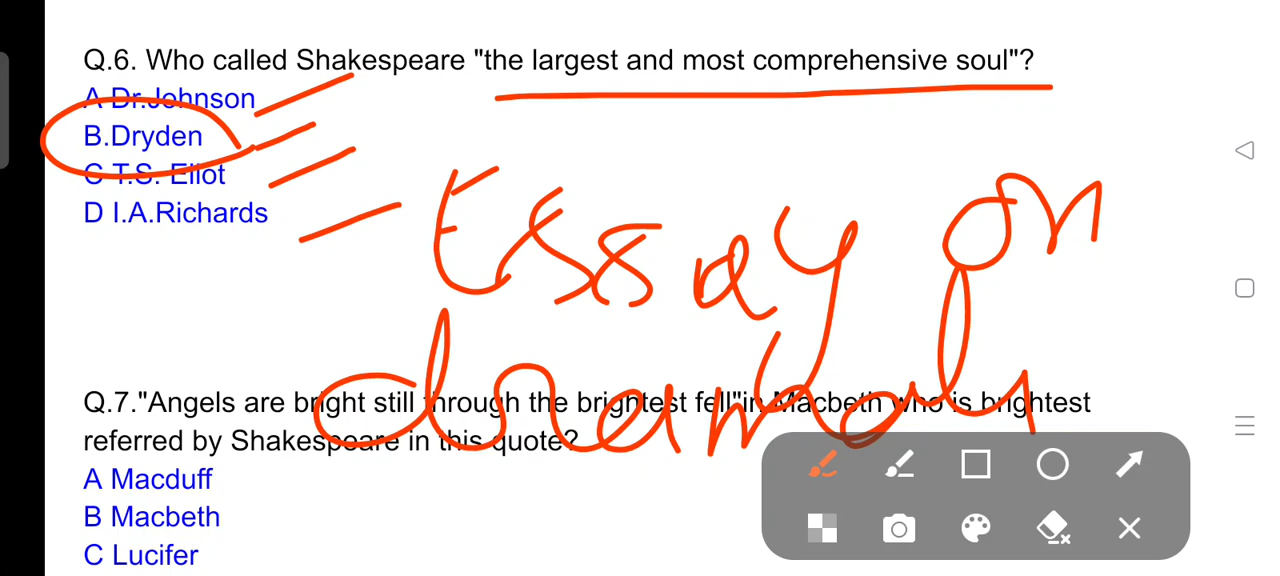 Q.6. Who called Shakespeare "the largest and most comprehensive soul"?
A Dr.Johnson
B.Dryden
C T.S. Eliot
D I.A.Richards
Essay on
dramaty
Q.7."Angels are bright still through the brightest fell"in Macbeth who is brightest
referred by Shakespeare in this quote?
A Macduff
B Macbeth
C Lucifer